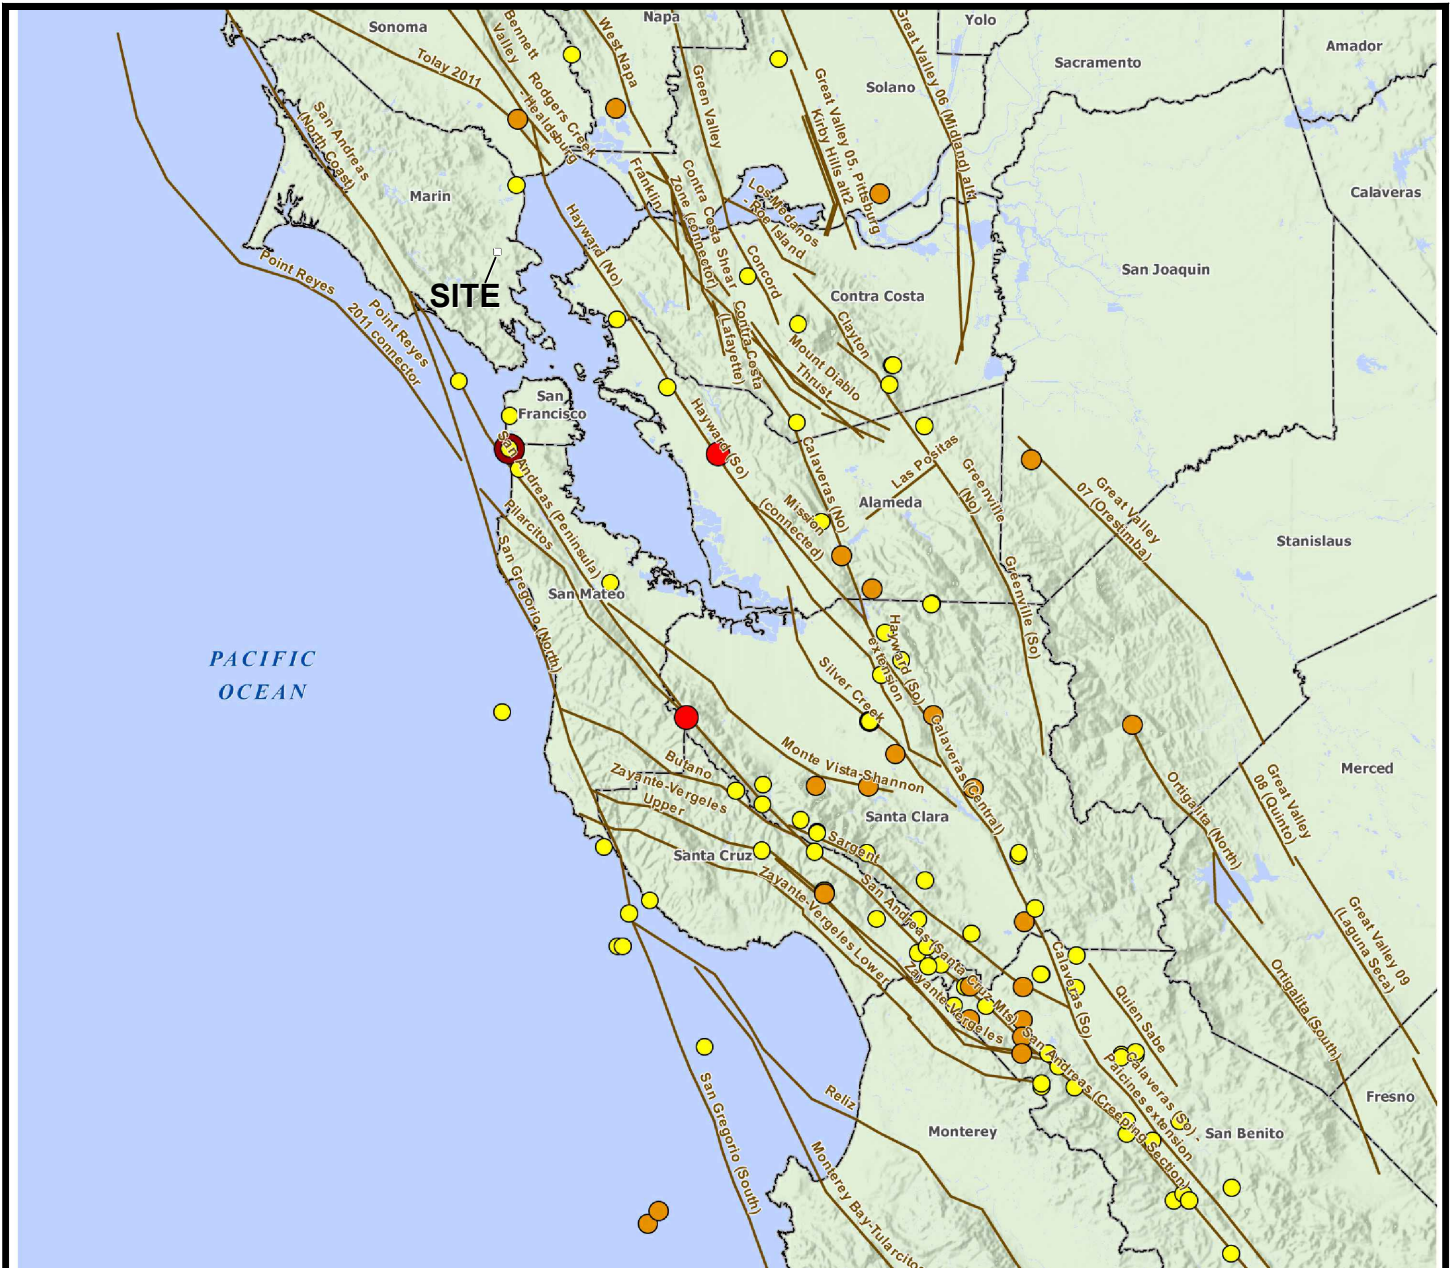 Sonoma
Napa
Yolo
Amador
Sacramento
Solano
Calaveras
Marin
San Joaquin
Contra Costa
San
Francisco
Alameda
Stanislaus
San Mateo
Merced
Santa Clara
Santa Cruz
Fresno
Monterey
San Benito
SITE
PACIFIC
OCEAN
Tolay 2011
Bennett
Valley
Rodgers Creek
- Healdsburg
West Napa
Green Valley
Great Valley 05, Pittsburg
Kirby Hills alt2
Great Valley 06 (Midland) alt1
San Andreas
(North Coast)
Franklin
Contra Costa Shear
Zone (connector)
Los Medanos
- Roe Island
Hayward (No)
Concord
Point Reyes
Point Reyes
2011 connector
Contra Costa
(Lafayette)
Clayton
Mount Diablo
Thrust
Hayward (So)
Calaveras (No)
Las Positas
Greenville
(No)
Great Valley
07 (Orestimba)
Mission
(connected)
San Andreas (Peninsula)
Pilarcitos
San Gregorio (North)
Greenville (So)
Hayward (So)
extension
Silver Creek
Calaveras (Central)
Monte Vista-Shannon
Butano
Zayante-Vergeles
Upper
Sargent
Ortigalita (North)
Great Valley
08 (Quinto)
Zayante-Vergeles Lower
San Andreas (Santa Cruz Mts)
Zayante-Vergeles
Calaveras (So)
Quien Sabe
Great Valley 09
(Laguna Seca)
Ortigalita (South)
San Andreas (Creeping Section)
Calaveras (So) -
Paicines extension
Reliz
San Gregorio (South)
Monterey Bay-Tularcitos